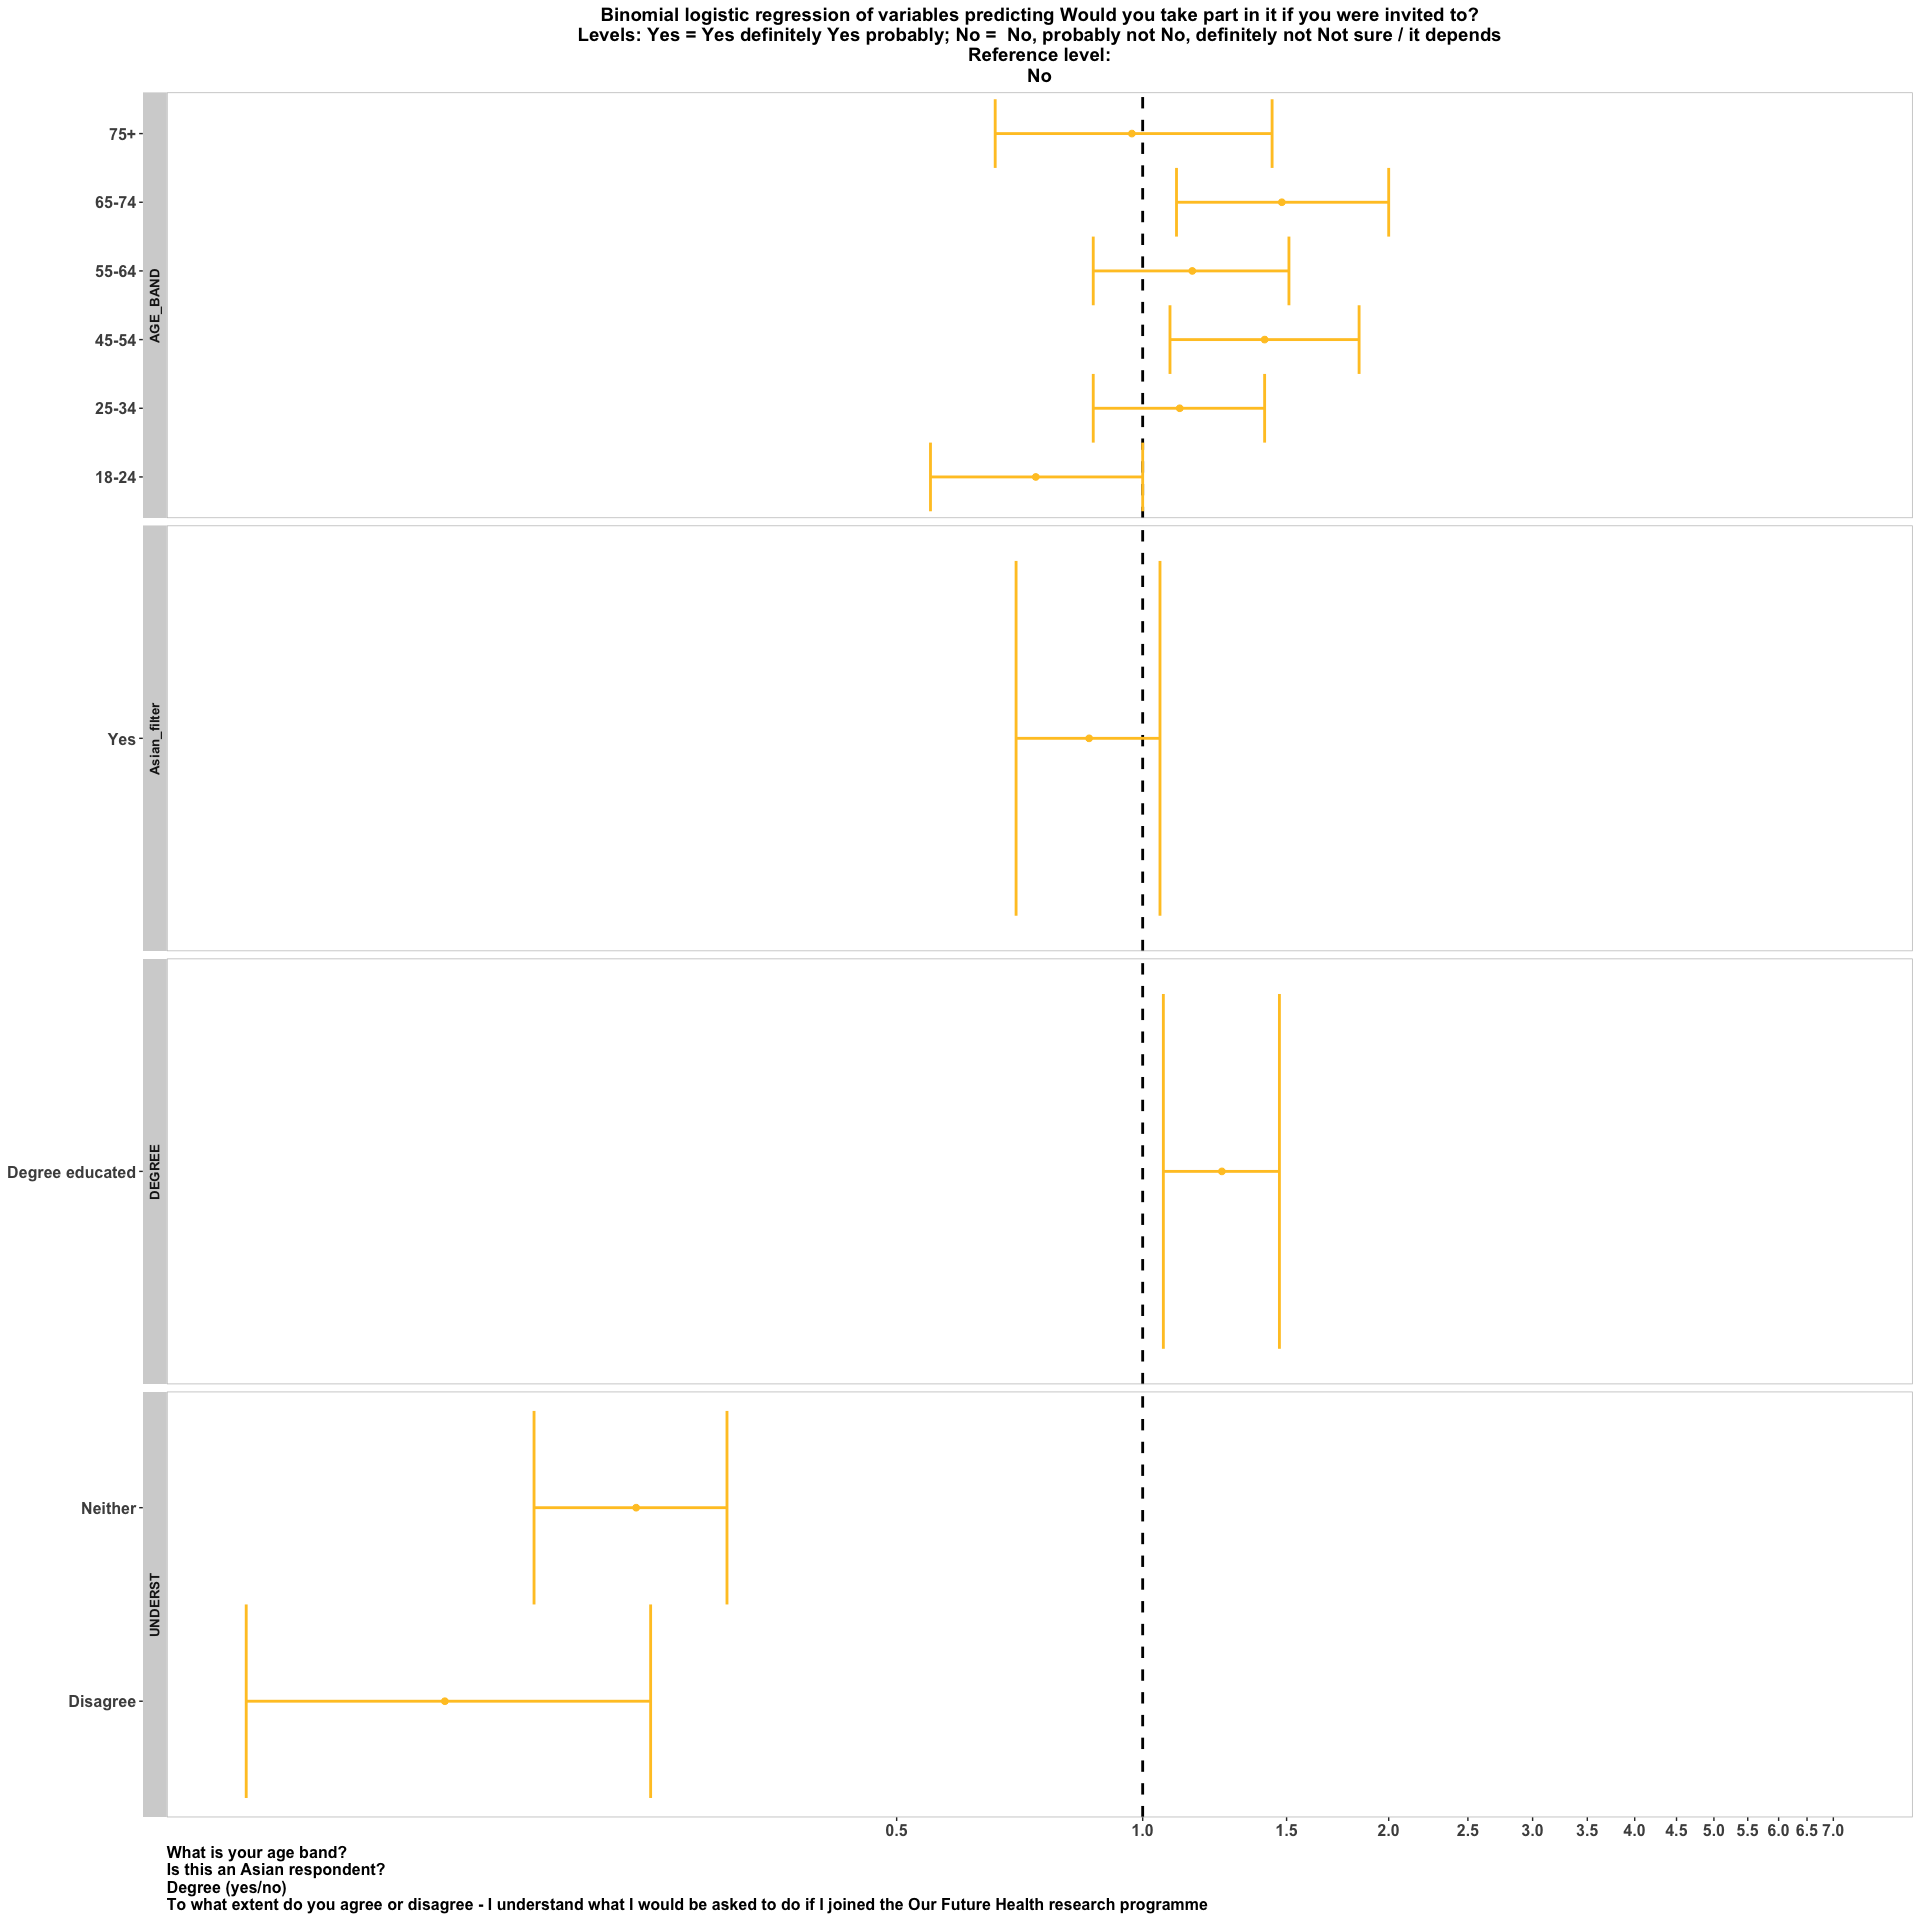 Binomial logistic regression of variables predicting Would you take part in it if you were invited to?
Levels: Yes = Yes definitely Yes probably; No =  No, probably not No, definitely not Not sure / it depends
Reference level:
No
AGE_BAND
75+
65-74
55-64
45-54
25-34
18-24
Asian_filter
Yes
DEGREE
Degree educated
UNDERST
Neither
Disagree
0.5 1.0 1.5 2.0 2.5 3.0 3.5 4.0 4.5 5.0 5.5 6.0 6.5 7.0
What is your age band?
Is this an Asian respondent?
Degree (yes/no)
To what extent do you agree or disagree - I understand what I would be asked to do if I joined the Our Future Health research programme